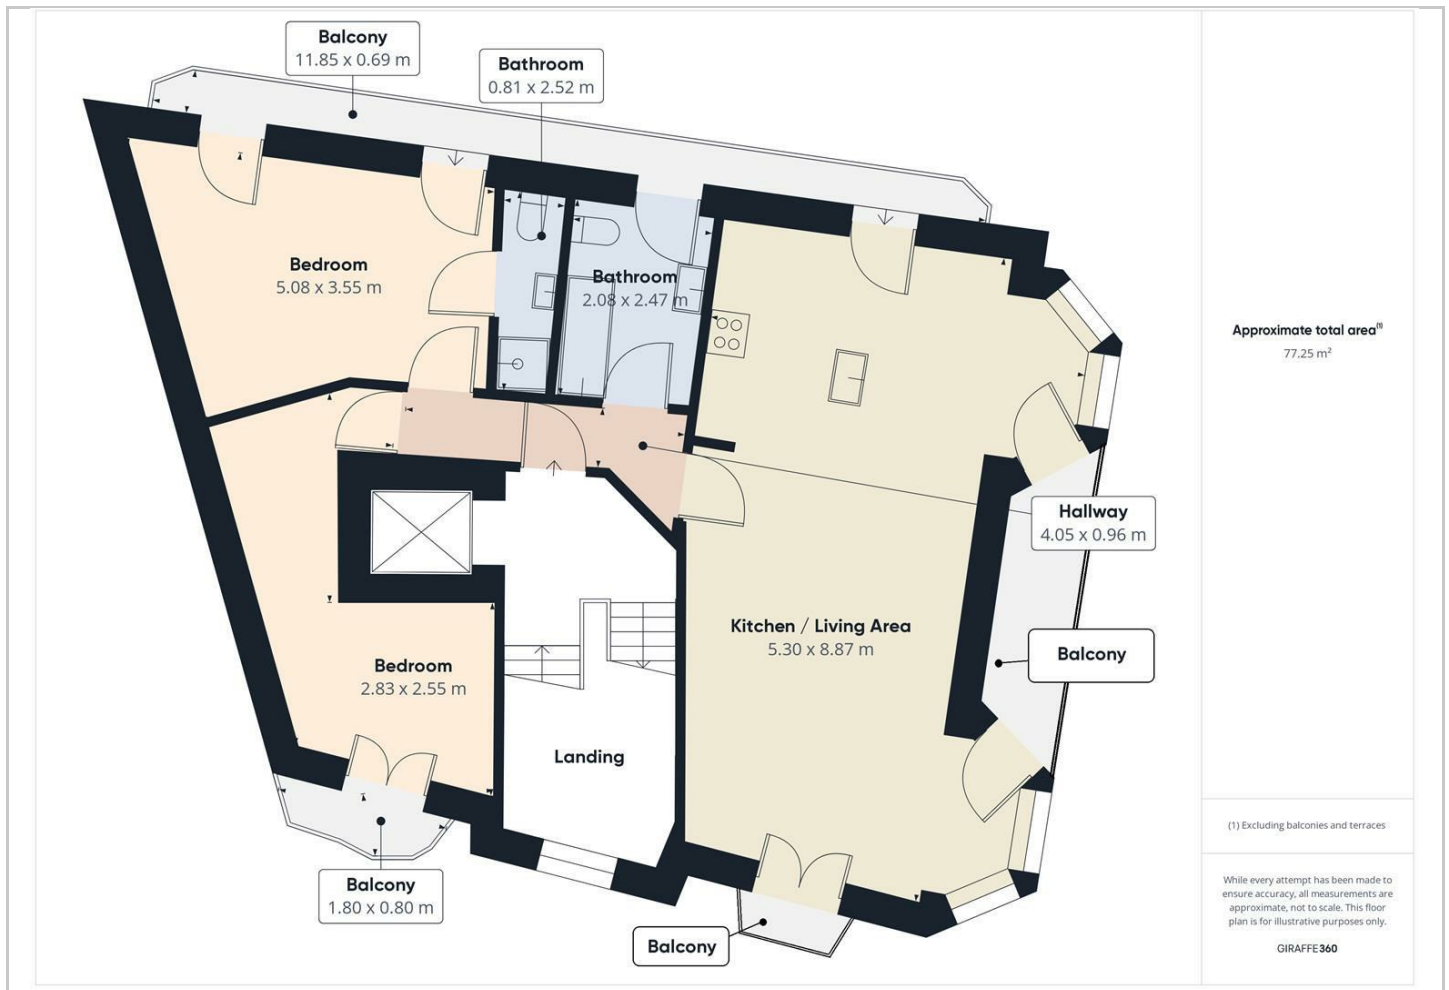 Balcony
11.85 x 0.69 m
Bathroom
0.81 x 2.52 m
Bedroom
5.08 x 3.55 m
Bathroom
2.08 x 2.47 m
Hallway
4.05 x 0.96 m
Kitchen / Living Area
5.30 x 8.87 m
Balcony
Bedroom
2.83 x 2.55 m
Landing
Balcony
1.80 x 0.80 m
Balcony
Approximate total area(1)
77.25 m²
(1) Excluding balconies and terraces
While every attempt has been made to
ensure accuracy, all measurements are
approximate, not to scale. This floor
plan is for illustrative purposes only.
GIRAFFE360